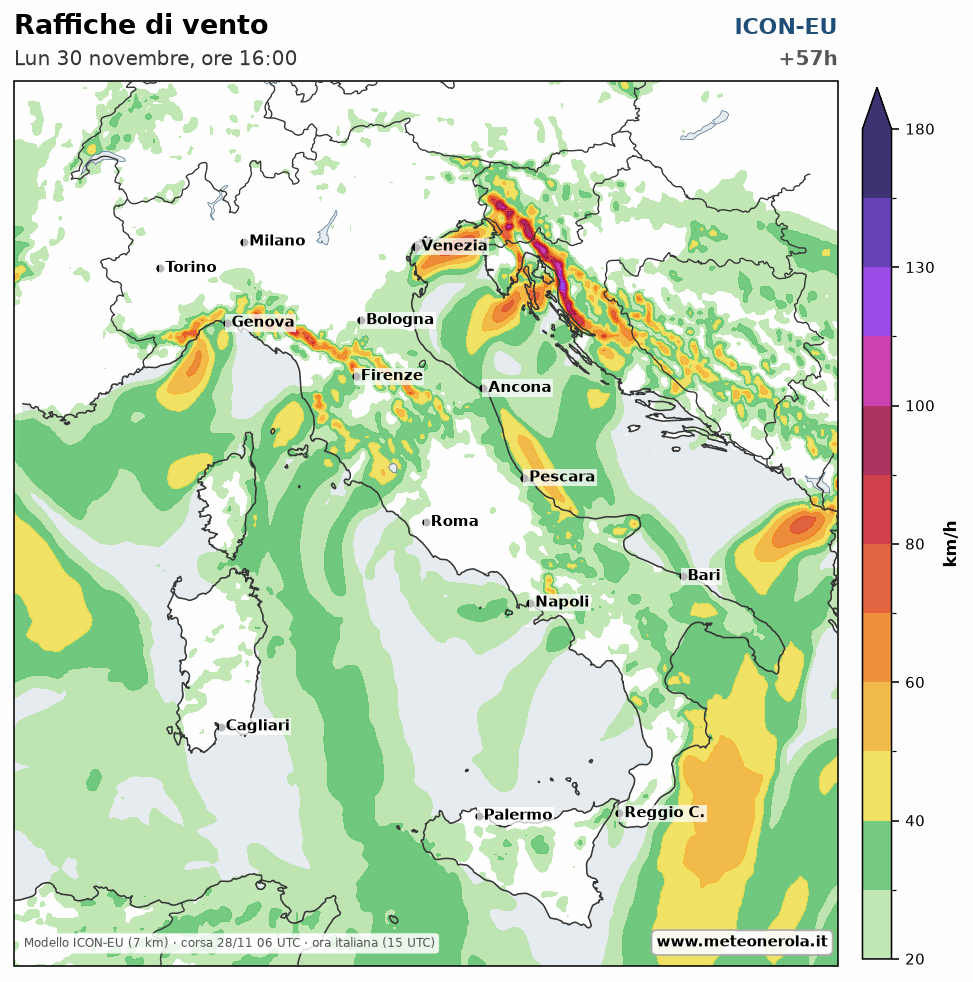 Raffiche di vento
ICON-EU
Lun 30 novembre, ore 16:00
+57h
180
130
100
80
60
40
20
km/h
Milano
Torino
Venezia
Genova
Bologna
Firenze
Ancona
Pescara
Roma
Bari
Napoli
Cagliari
Palermo
Reggio C.
Modello ICON-EU (7 km) · corsa 28/11 06 UTC · ora italiana (15 UTC)
www.meteonerola.it